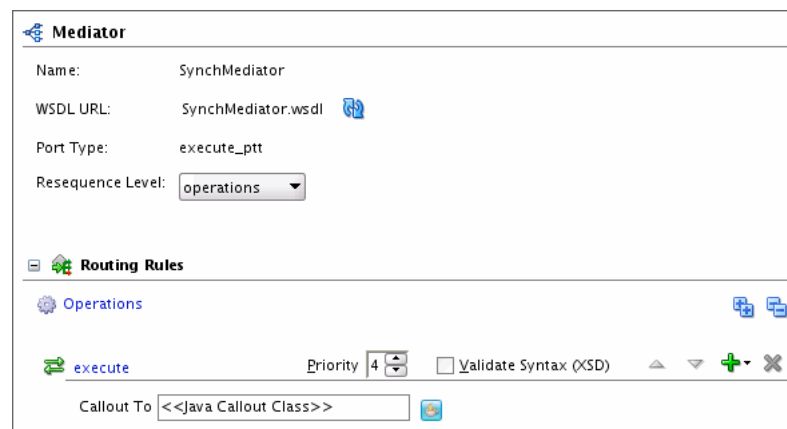 Mediator
Name: SynchMediator
WSDL URL: SynchMediator.wsdl
Port Type: execute_ptt
Resequence Level: operations
Routing Rules
Operations
execute Priority 4 Validate Syntax (XSD)
Callout To <<Java Callout Class>>